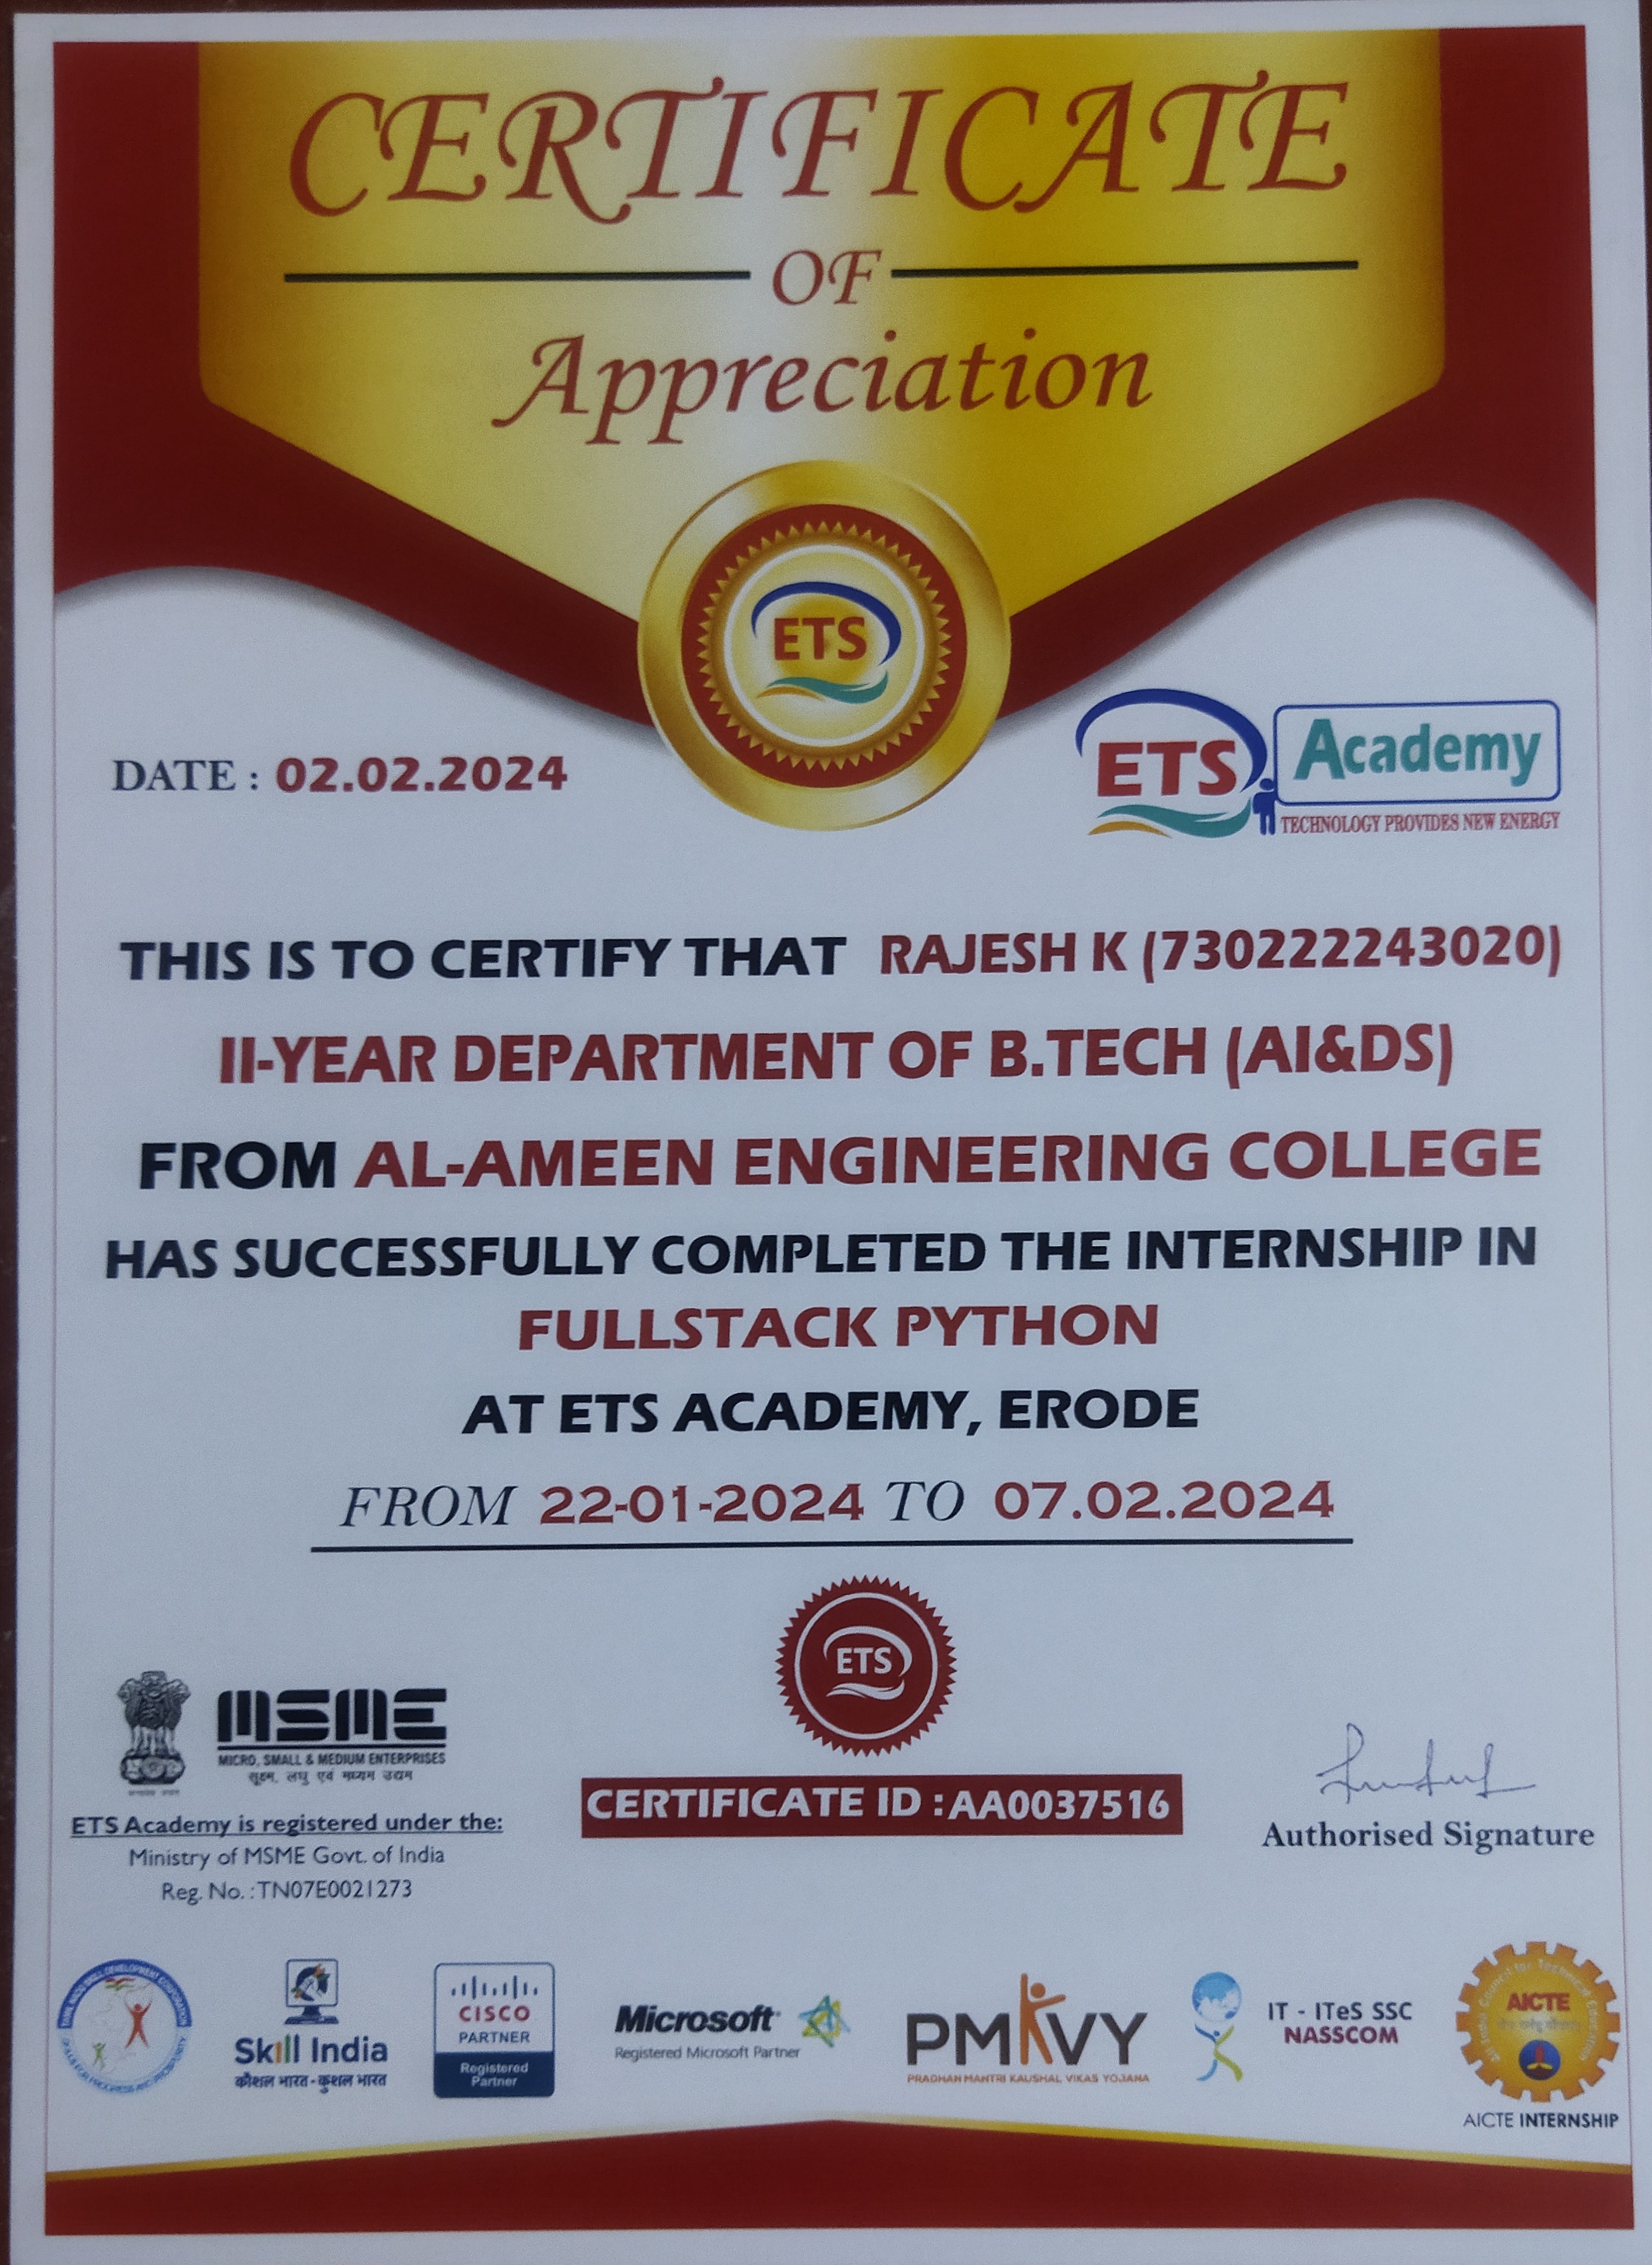 CERTIFICATE
OF
Appreciation
ETS
DATE : 02.02.2024
ETS Academy
TECHNOLOGY PROVIDES NEW ENERGY
THIS IS TO CERTIFY THAT RAJESH K (730222243020)
II-YEAR DEPARTMENT OF B.TECH (AI&DS)
FROM AL-AMEEN ENGINEERING COLLEGE
HAS SUCCESSFULLY COMPLETED THE INTERNSHIP IN
FULLSTACK PYTHON
AT ETS ACADEMY, ERODE
FROM 22-01-2024 TO 07.02.2024
ETS
MSME
MICRO, SMALL & MEDIUM ENTERPRISES
सूक्ष्म, लघु एवं मध्यम उद्यम
CERTIFICATE ID : AA0037516
Authorised Signature
ETS Academy is registered under the:
Ministry of MSME Govt. of India
Reg. No. : TN07E0021273
Skill India
कौशल भारत - कुशल भारत
CISCO
PARTNER
Registered
Partner
Microsoft
Registered Microsoft Partner
PMKVY
PRADHAN MANTRI KAUSHAL VIKAS YOJANA
IT - ITeS SSC
NASSCOM
AICTE
AICTE INTERNSHIP